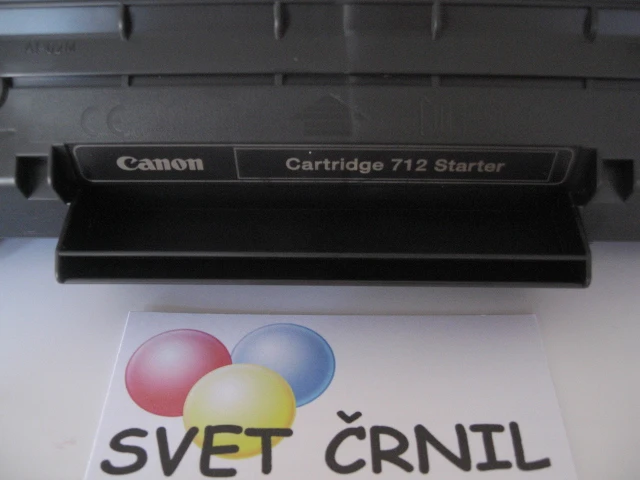 Canon
Cartridge 712 Starter
SVET ČRNIL